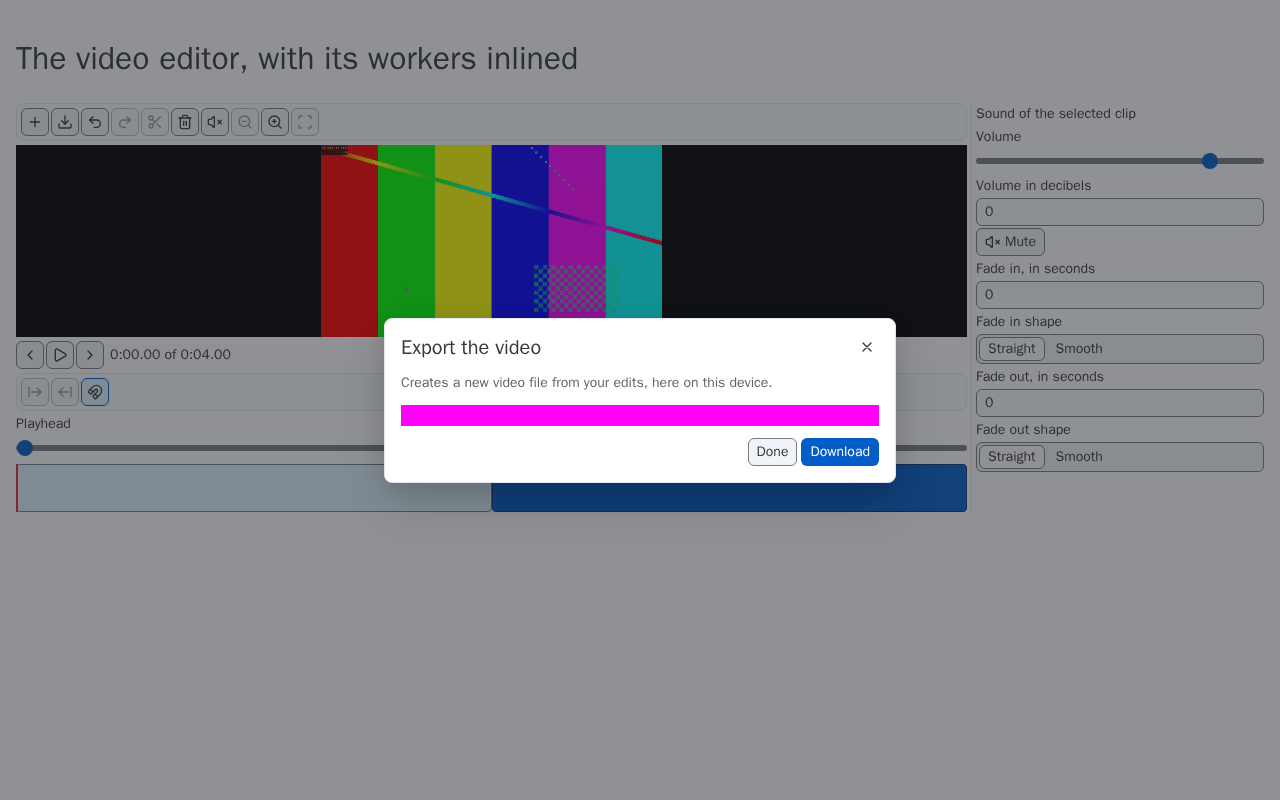 The video editor, with its workers inlined
Sound of the selected clip
Volume
Volume in decibels
0
Mute
Fade in, in seconds
0
Fade in shape
Straight Smooth
Fade out, in seconds
0
Fade out shape
Straight Smooth
0:00.00 of 0:04.00
Playhead
Export the video
Creates a new video file from your edits, here on this device.
Done Download